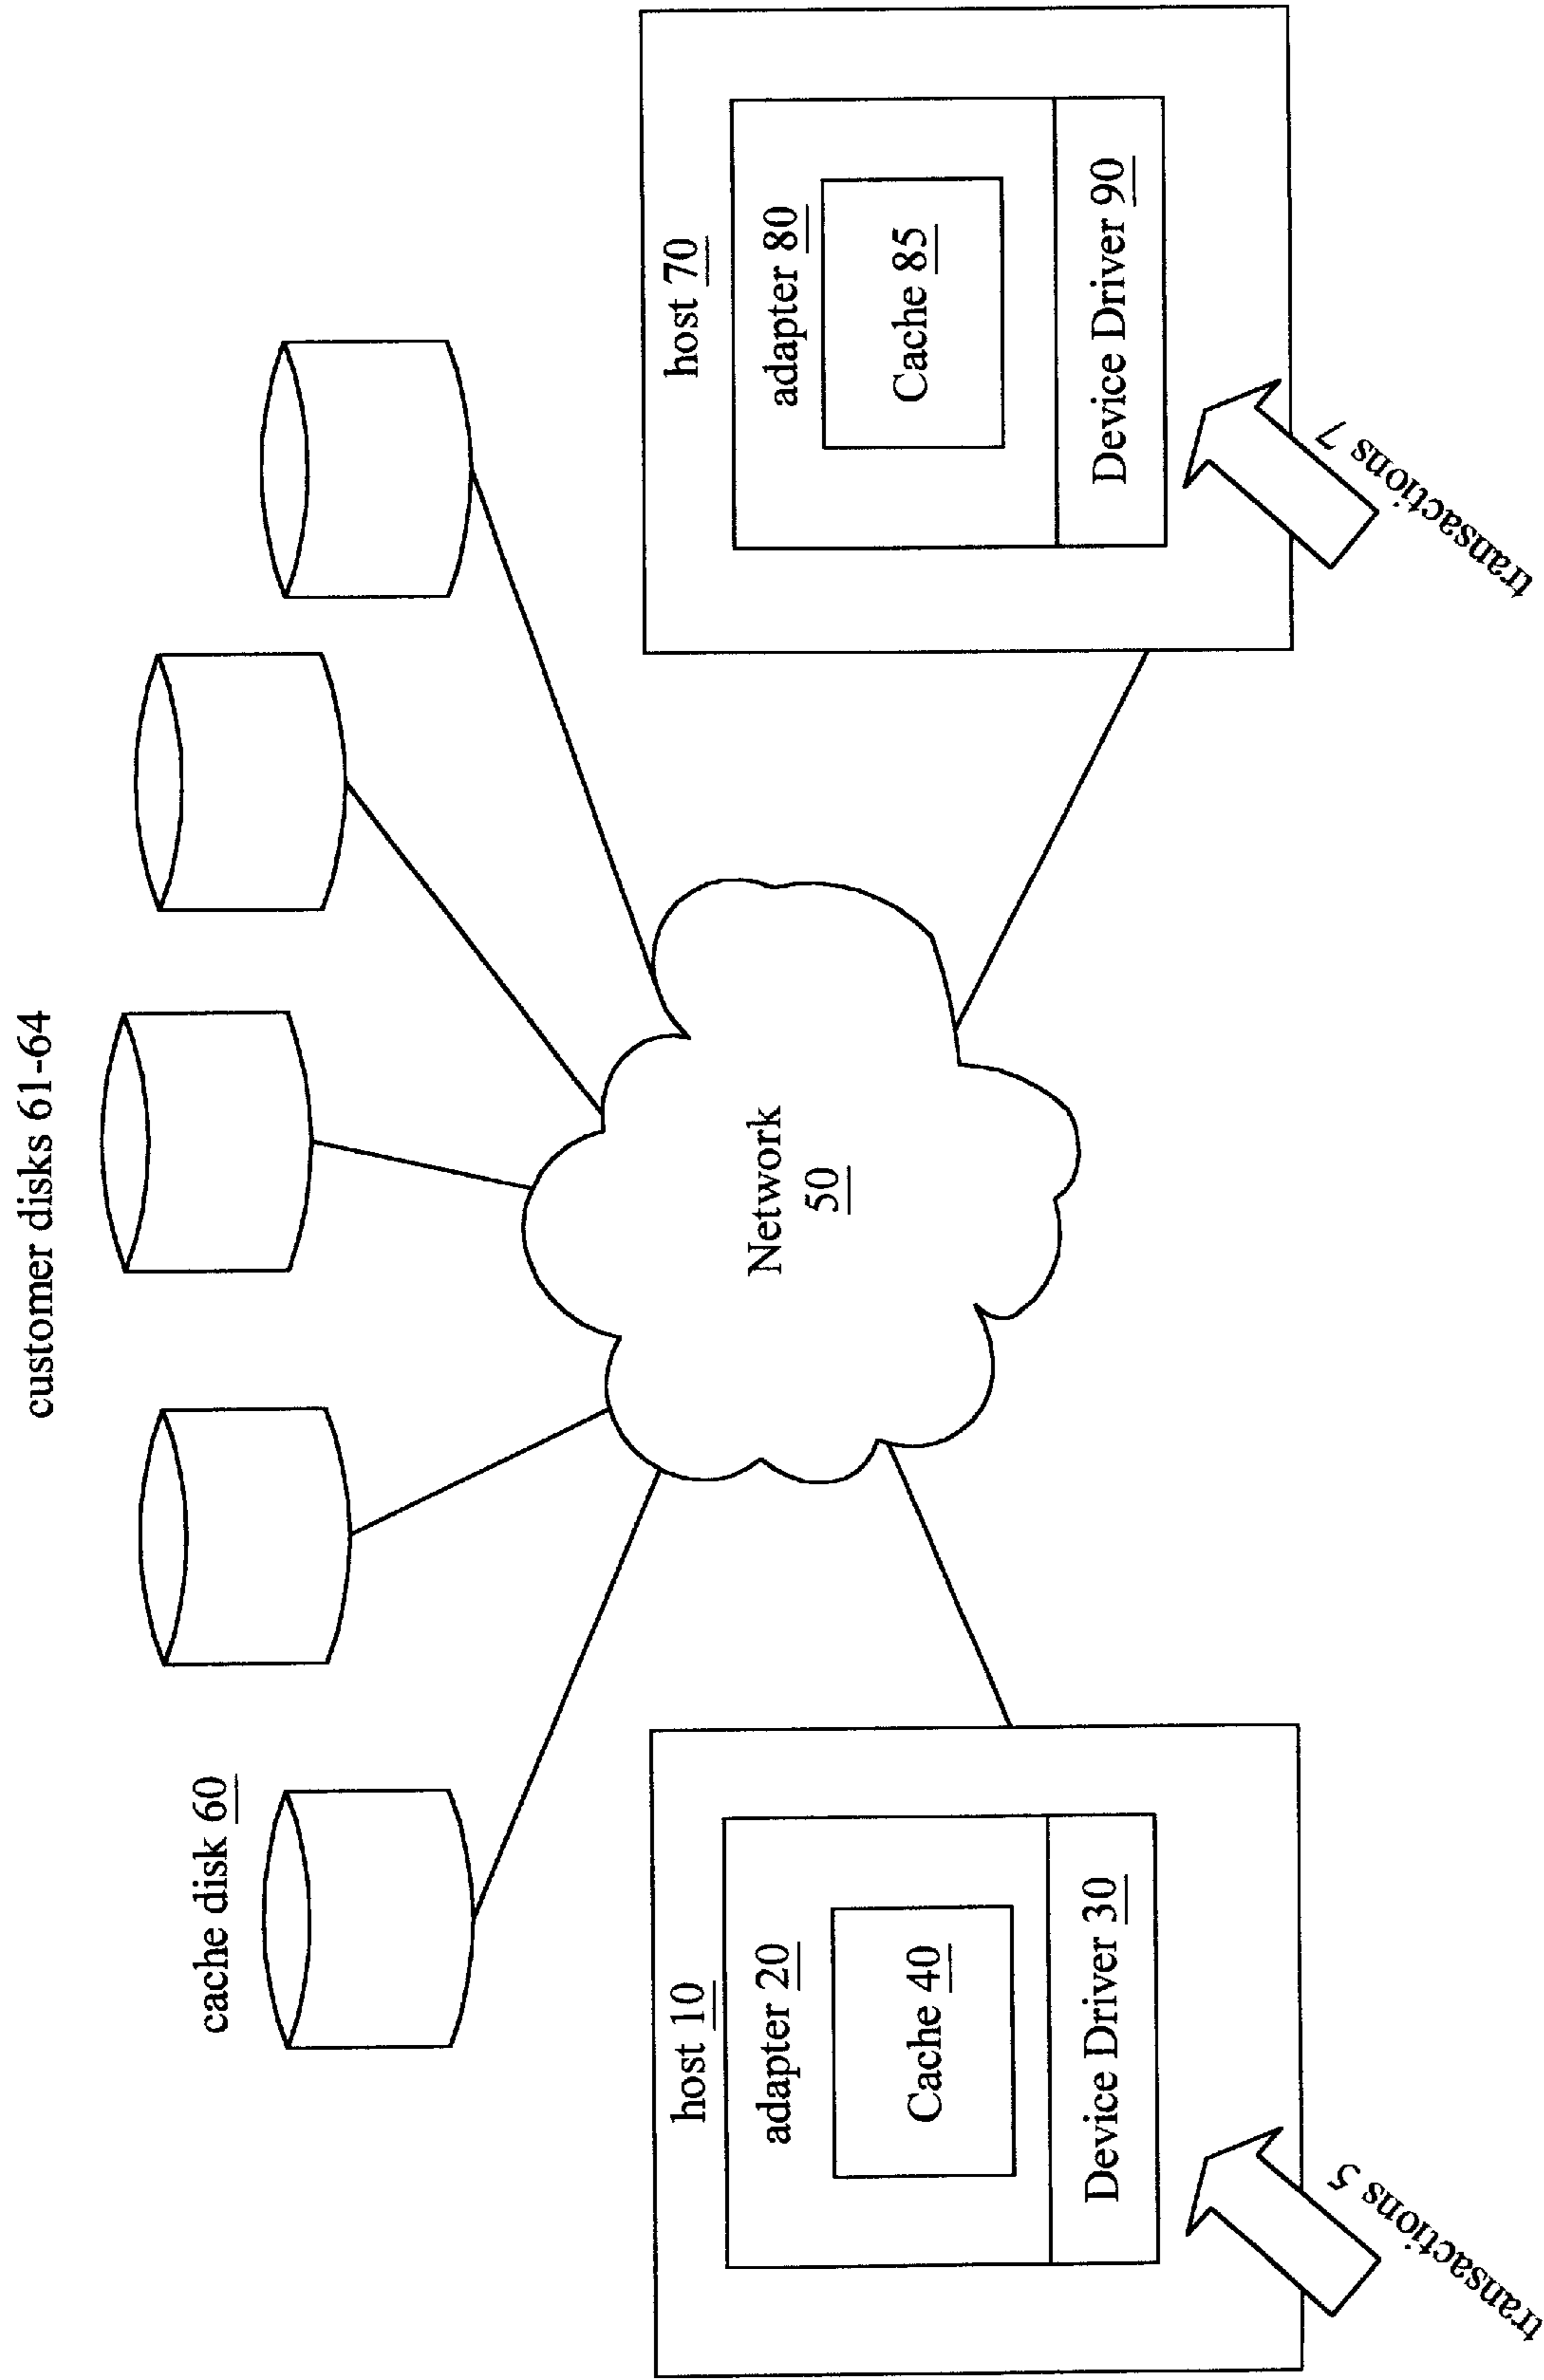 customer disks 61-64
cache disk 60
Network
50
host 10
adapter 20
Cache 40
Device Driver 30
transactions 5
host 70
adapter 80
Cache 85
Device Driver 90
transactions 7